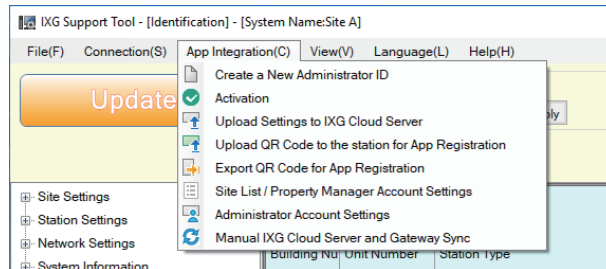 IXG Support Tool - [Identification] - [System Name:Site A]
File(F) Connection(S) App Integration(C) View(V) Language(L) Help(H)
Update
Create a New Administrator ID
Activation
Upload Settings to IXG Cloud Server
Upload QR Code to the station for App Registration
Export QR Code for App Registration
Site List / Property Manager Account Settings
Administrator Account Settings
Manual IXG Cloud Server and Gateway Sync
ply
Site Settings
Station Settings
Network Settings
System Information
Building Nu Unit Number Station Type